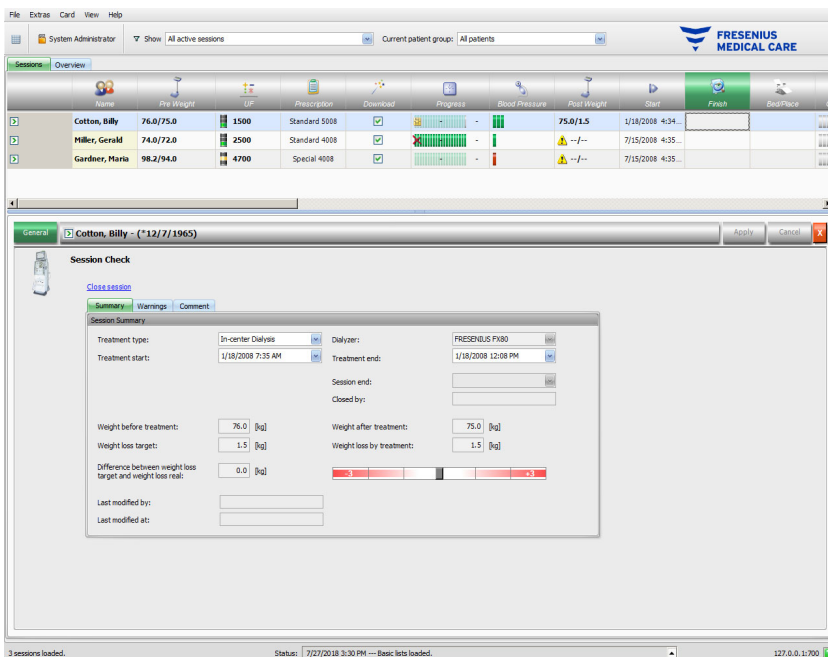 File Extras Card View Help
System Administrator Show All active sessions Current patient group: All patients
FRESENIUS
MEDICAL CARE
Sessions Overview
Name Pre Weight UF Prescription Download Progress Blood Pressure Post Weight Start Finish Bed/Place
Cotton, Billy 76.0/75.0 1500 Standard 5008 - - 75.0/1.5 1/18/2008 4:34...
Miller, Gerald 74.0/72.0 2500 Standard 4008 - - --/-- 7/15/2008 4:35...
Gardner, Maria 98.2/94.0 4700 Special 4008 - - --/-- 7/15/2008 4:35...
General Cotton, Billy - (*12/7/1965) Apply Cancel X
Session Check
Close session
Summary Warnings Comment
Session Summary
Treatment type: In-center Dialysis Dialyzer: FRESENIUS FX80
Treatment start: 1/18/2008 7:35 AM Treatment end: 1/18/2008 12:08 PM
Session end:
Closed by:
Weight before treatment: 76.0 [kg] Weight after treatment: 75.0 [kg]
Weight loss target: 1.5 [kg] Weight loss by treatment: 1.5 [kg]
Difference between weight loss
target and weight loss real: 0.0 [kg] -3 +3
Last modified by:
Last modified at:
3 sessions loaded. Status: 7/27/2018 3:30 PM --- Basic lists loaded. 127.0.0.1:700